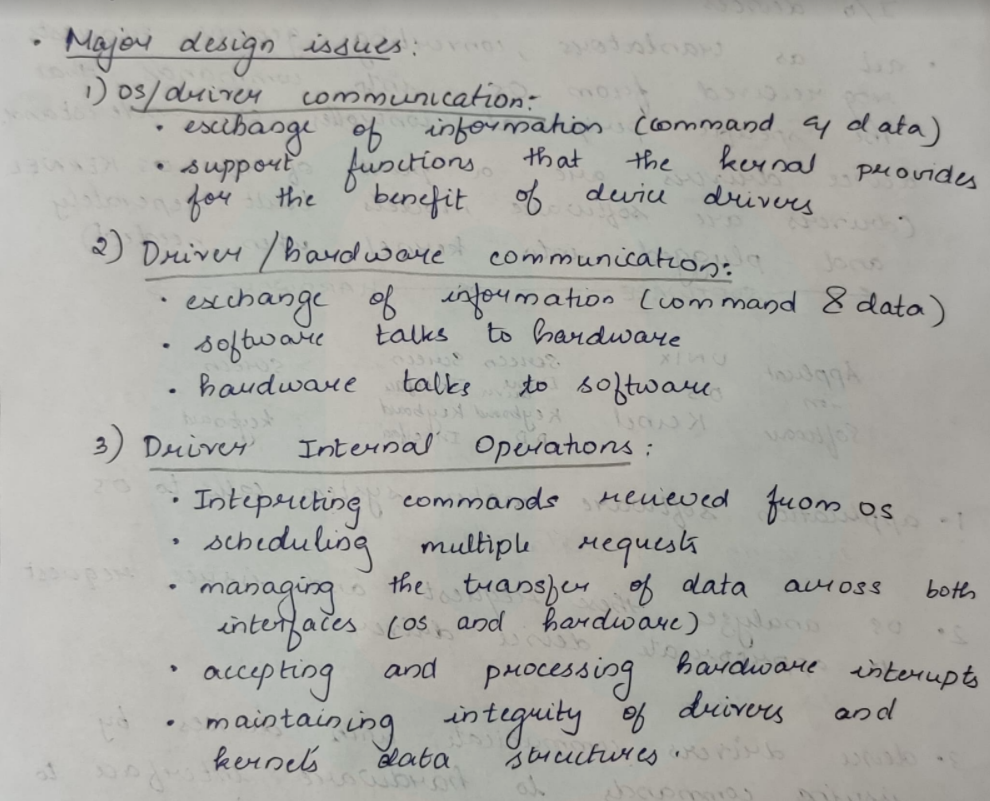 • Major design issues:
1) OS/driver communication:-
• exchange of information (command & data)
• support functions that the kernal provides
for the benefit of device drivers
2) Driver/hardware communication:
• exchange of information (command & data)
• software talks to hardware
• hardware talks to software
3) Driver Internal Operations:
• Intepreting commands recieved from OS
• scheduling multiple requests
• managing the transfer of data across both
interfaces (OS and hardware)
• accepting and processing hardware interupts
• maintaining integrity of drivers and
kernels data structures.